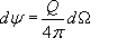 dψ = Q/4π dΩ